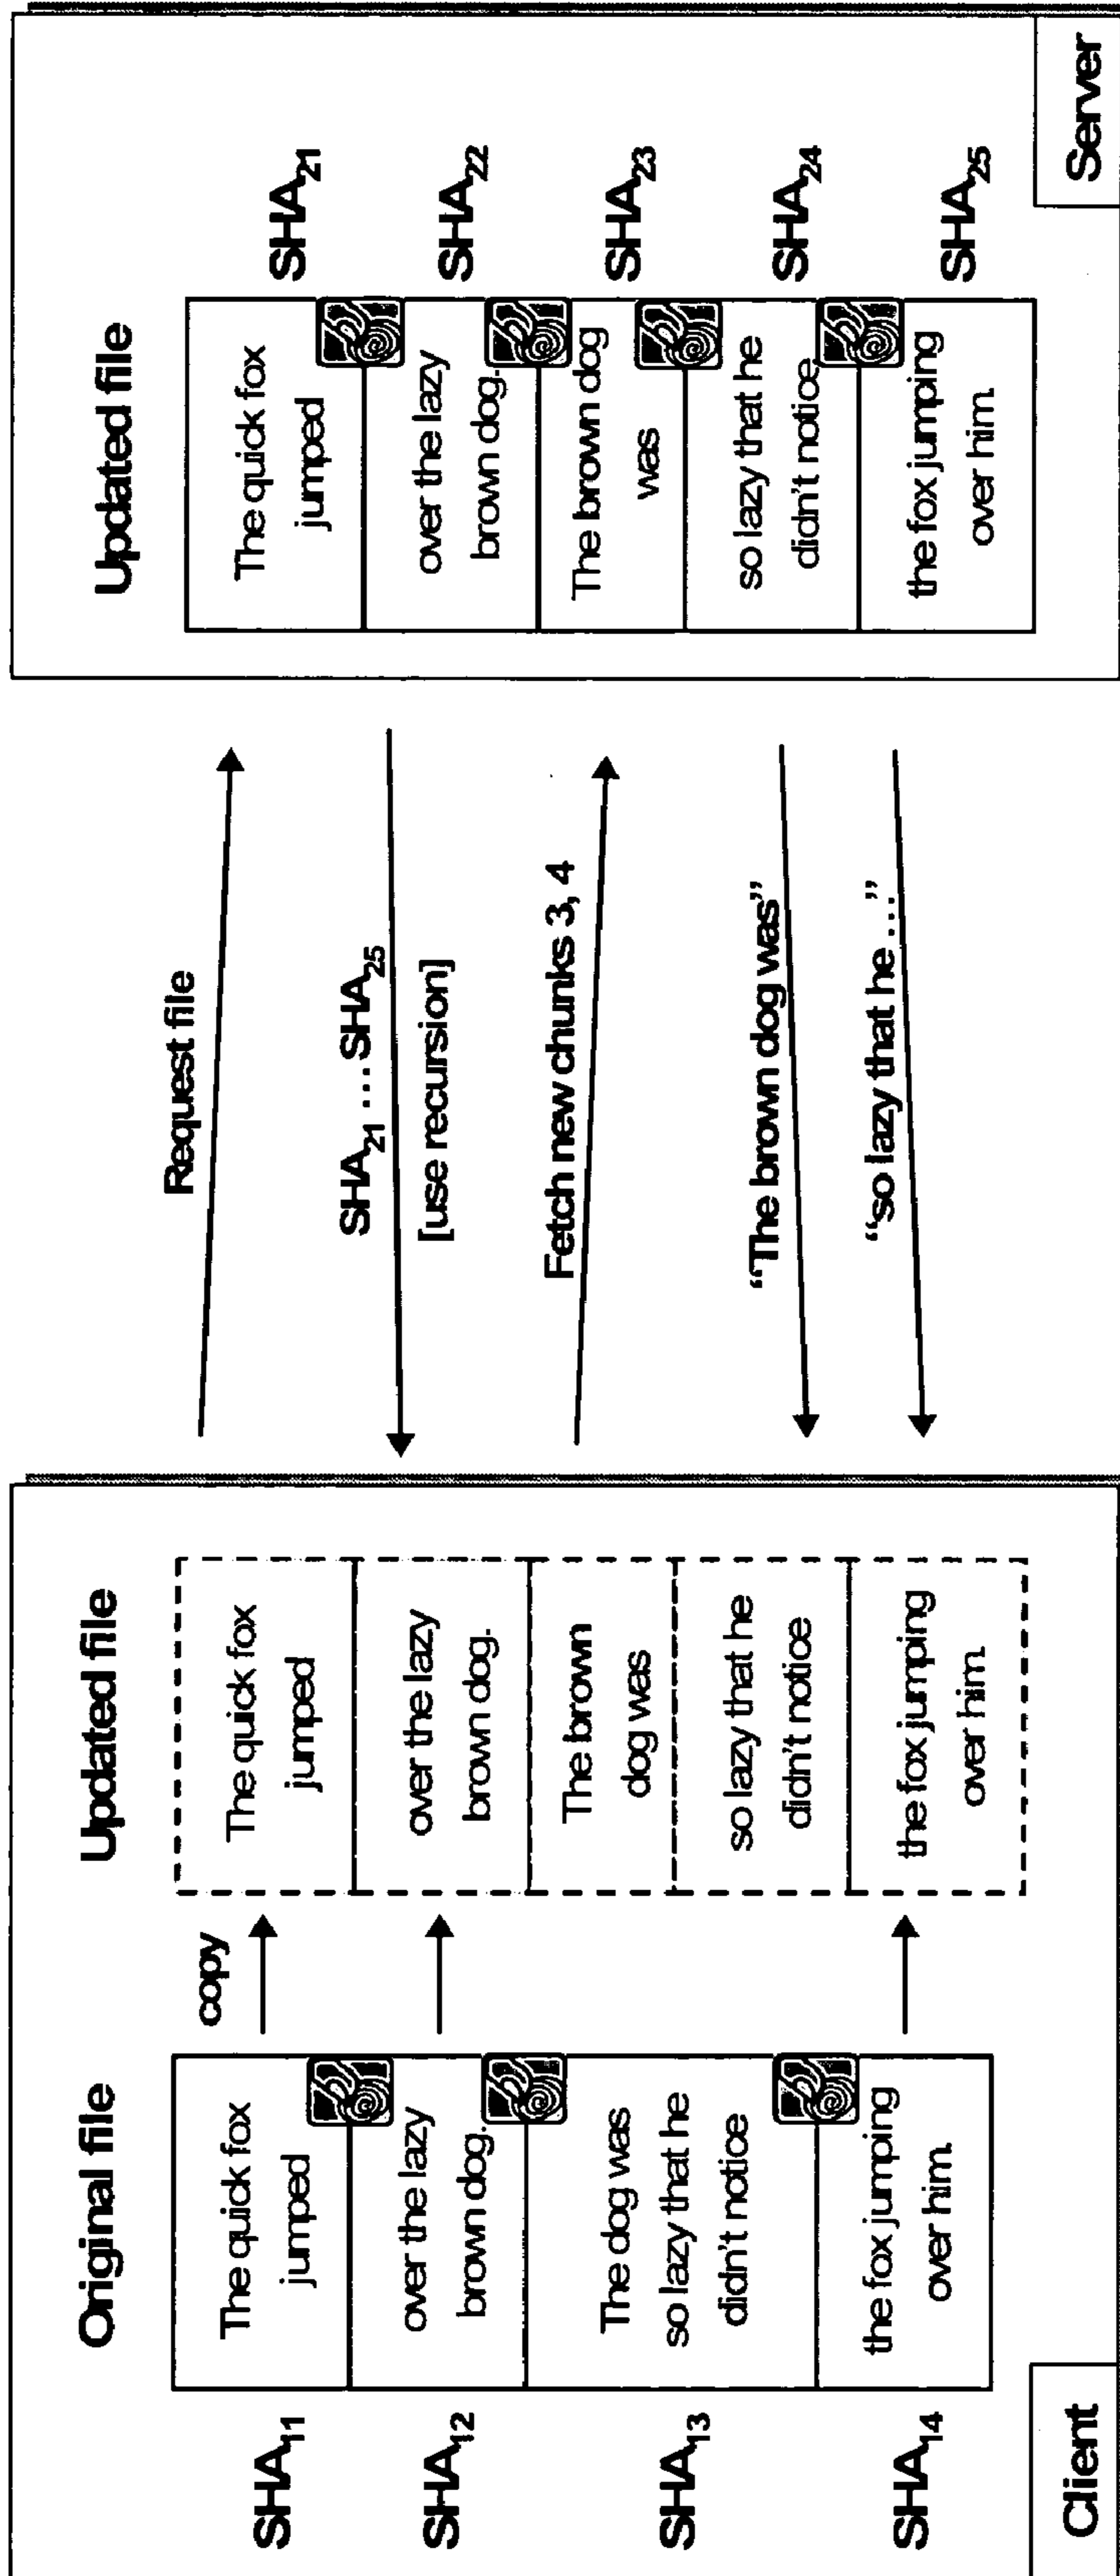 Original file
SHA11
The quick fox
jumped
SHA12
over the lazy
brown dog.
SHA13
The dog was
so lazy that he
didn't notice
SHA14
the fox jumping
over him.
Client
copy
Updated file
The quick fox
jumped
over the lazy
brown dog.
The brown
dog was
so lazy that he
didn't notice
the fox jumping
over him.
Request file
SHA21 ... SHA25
[use recursion]
Fetch new chunks 3, 4
“The brown dog was”
“so lazy that he ...”
Updated file
The quick fox
jumped
SHA21
over the lazy
brown dog.
SHA22
The brown dog
was
SHA23
so lazy that he
didn't notice
SHA24
the fox jumping
over him.
SHA25
Server